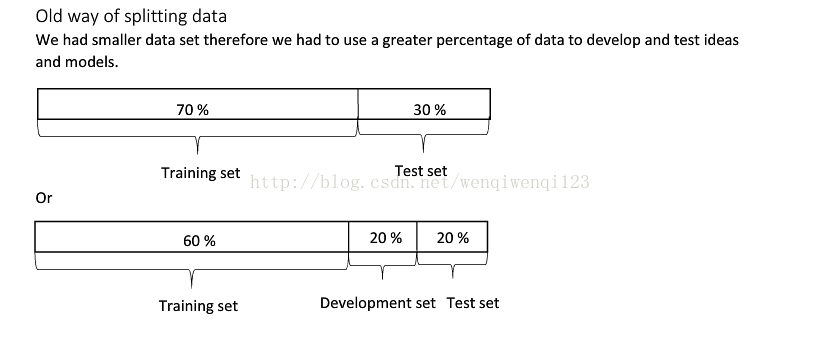 Old way of splitting data
We had smaller data set therefore we had to use a greater percentage of data to develop and test ideas
and models.
70 %
30 %
Training set
Test set
http://blog.csdn.net/wenqiwenqi123
Or
60 %
20 %
20 %
Training set
Development set
Test set